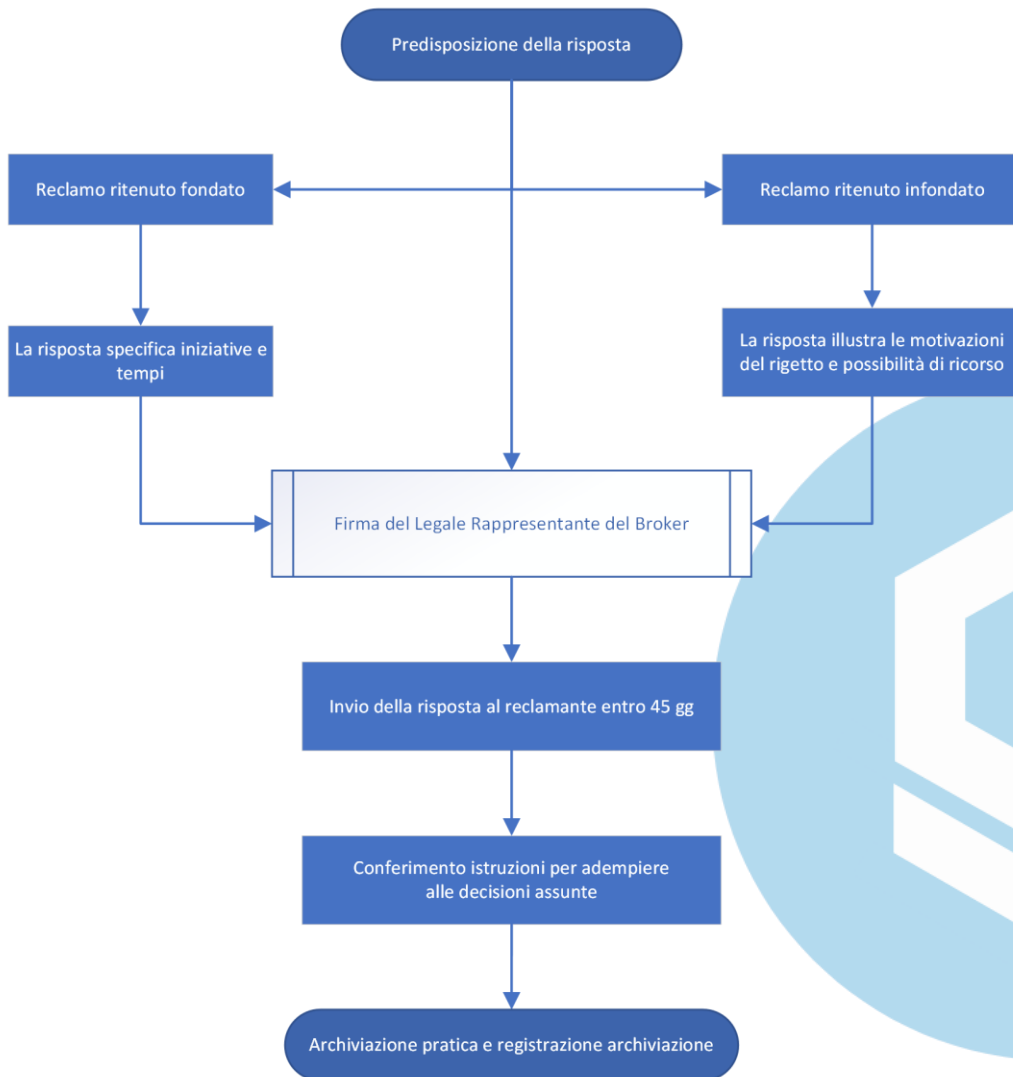 Predisposizione della risposta
Reclamo ritenuto fondato
Reclamo ritenuto infondato
La risposta specifica iniziative e
tempi
La risposta illustra le motivazioni
del rigetto e possibilità di ricorso
Firma del Legale Rappresentante del Broker
Invio della risposta al reclamante entro 45 gg
Conferimento istruzioni per adempiere
alle decisioni assunte
Archiviazione pratica e registrazione archiviazione